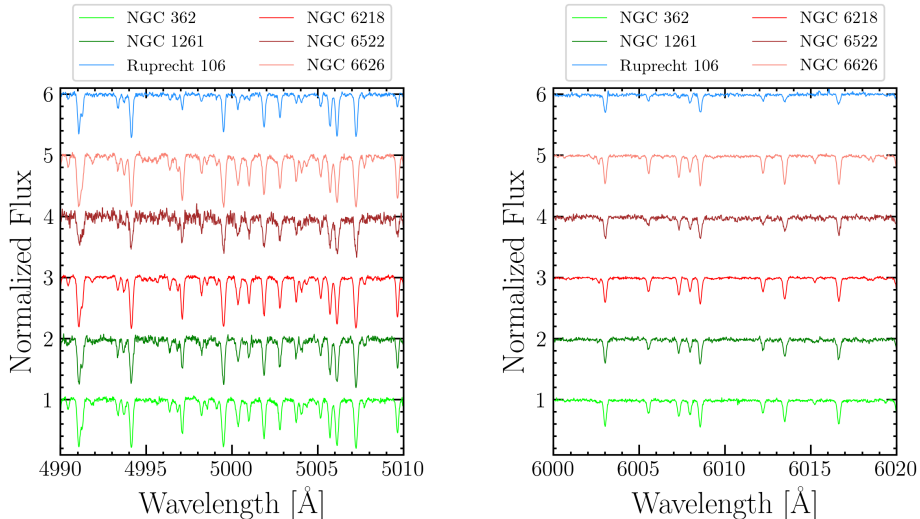 NGC 362 NGC 6218
NGC 1261 NGC 6522
Ruprecht 106 NGC 6626
6
5
4
3
2
1
Normalized Flux
4990 4995 5000 5005 5010
Wavelength [Å]
NGC 362 NGC 6218
NGC 1261 NGC 6522
Ruprecht 106 NGC 6626
6
5
4
3
2
1
Normalized Flux
6000 6005 6010 6015 6020
Wavelength [Å]